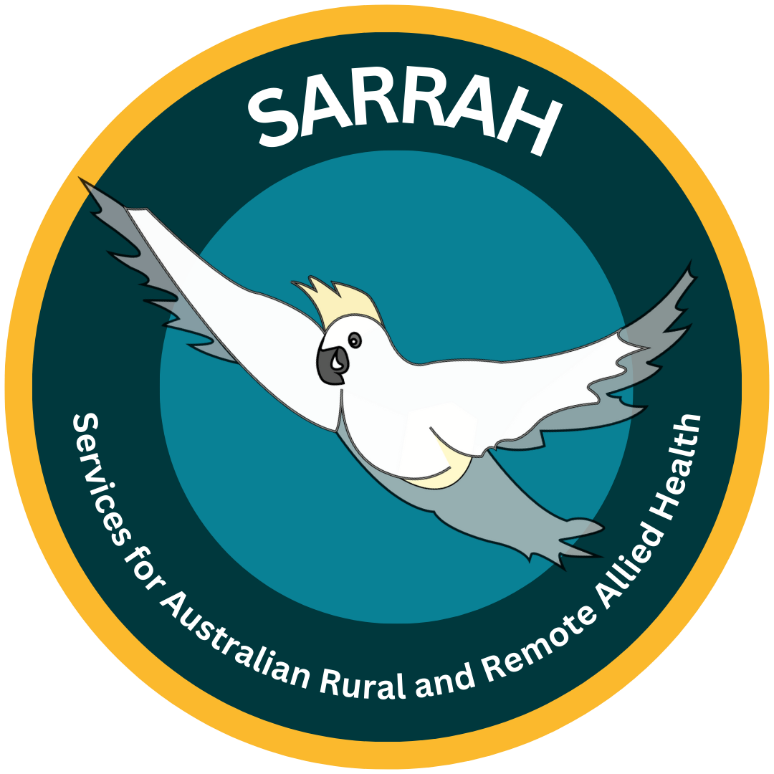 SARRAH
Services for Australian Rural and Remote Allied Health